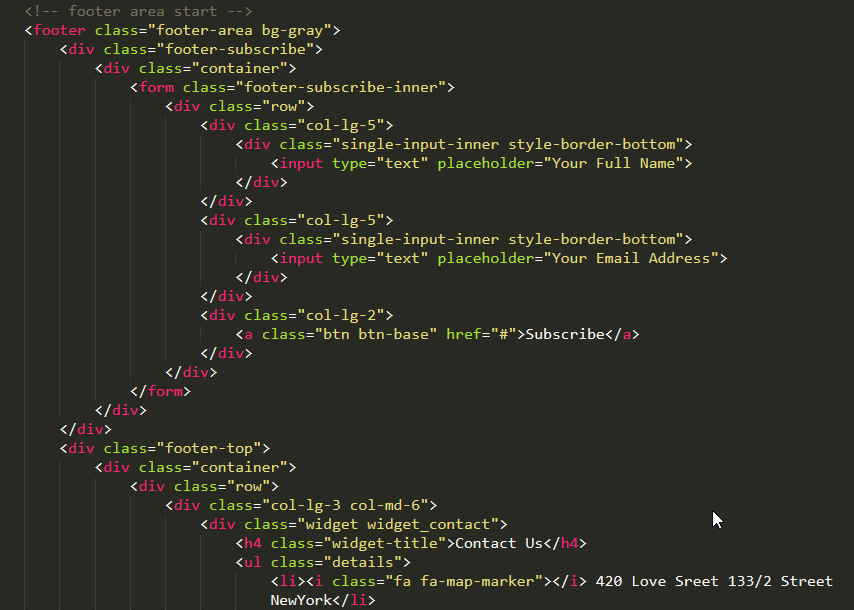 <!-- footer area start -->
<footer class="footer-area bg-gray">
<div class="footer-subscribe">
<div class="container">
<form class="footer-subscribe-inner">
<div class="row">
<div class="col-lg-5">
<div class="single-input-inner style-border-bottom">
<input type="text" placeholder="Your Full Name">
</div>
</div>
<div class="col-lg-5">
<div class="single-input-inner style-border-bottom">
<input type="text" placeholder="Your Email Address">
</div>
</div>
<div class="col-lg-2">
<a class="btn btn-base" href="#">Subscribe</a>
</div>
</div>
</form>
</div>
</div>
<div class="footer-top">
<div class="container">
<div class="row">
<div class="col-lg-3 col-md-6">
<div class="widget widget_contact">
<h4 class="widget-title">Contact Us</h4>
<ul class="details">
<li><i class="fa fa-map-marker"></i> 420 Love Sreet 133/2 Street
NewYork</li>